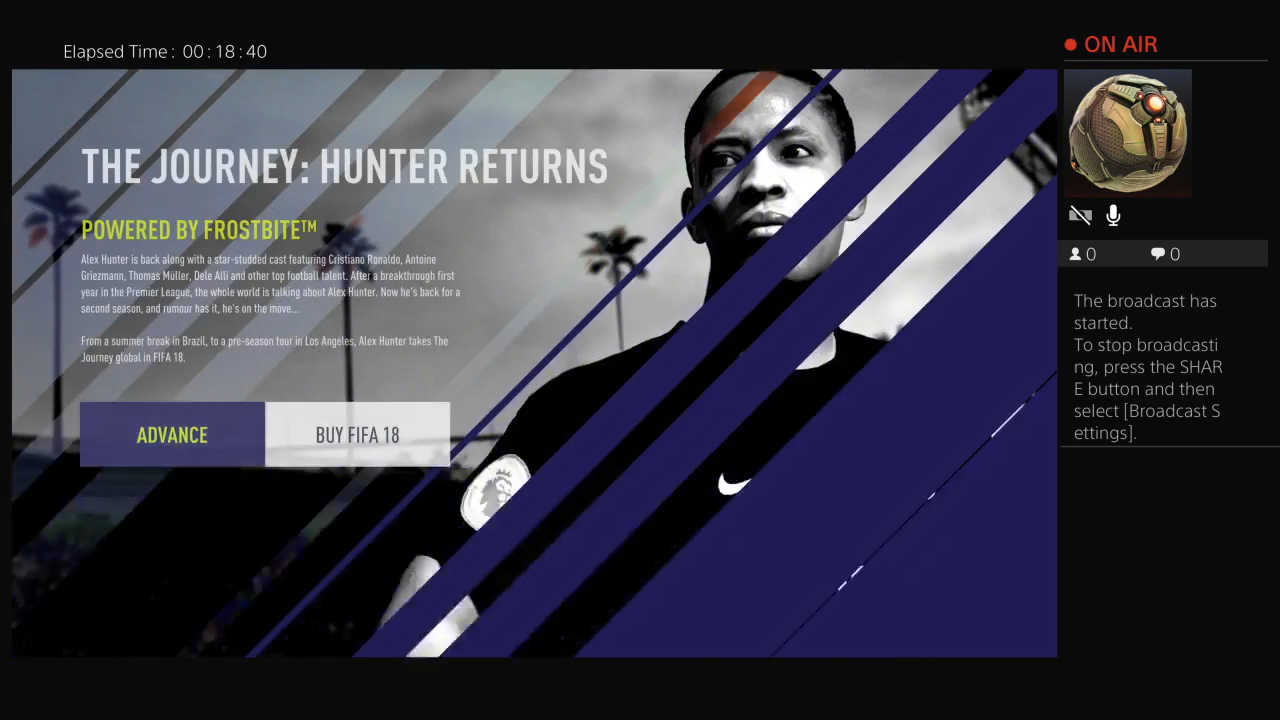 Elapsed Time : 00:18:40
ON AIR
THE JOURNEY: HUNTER RETURNS
POWERED BY FROSTBITE™
Alex Hunter is back along with a star-studded cast featuring Cristiano Ronaldo, Antoine
Griezmann, Thomas Müller, Dele Alli and other top football talent. After a breakthrough first
year in the Premier League, the whole world is talking about Alex Hunter. Now he's back for a
second season, and rumour has it, he's on the move...
From a summer break in Brazil, to a pre-season tour in Los Angeles, Alex Hunter takes The
Journey global in FIFA 18.
ADVANCE
BUY FIFA 18
0
0
The broadcast has
started.
To stop broadcasti
ng, press the SHAR
E button and then
select [Broadcast S
ettings].